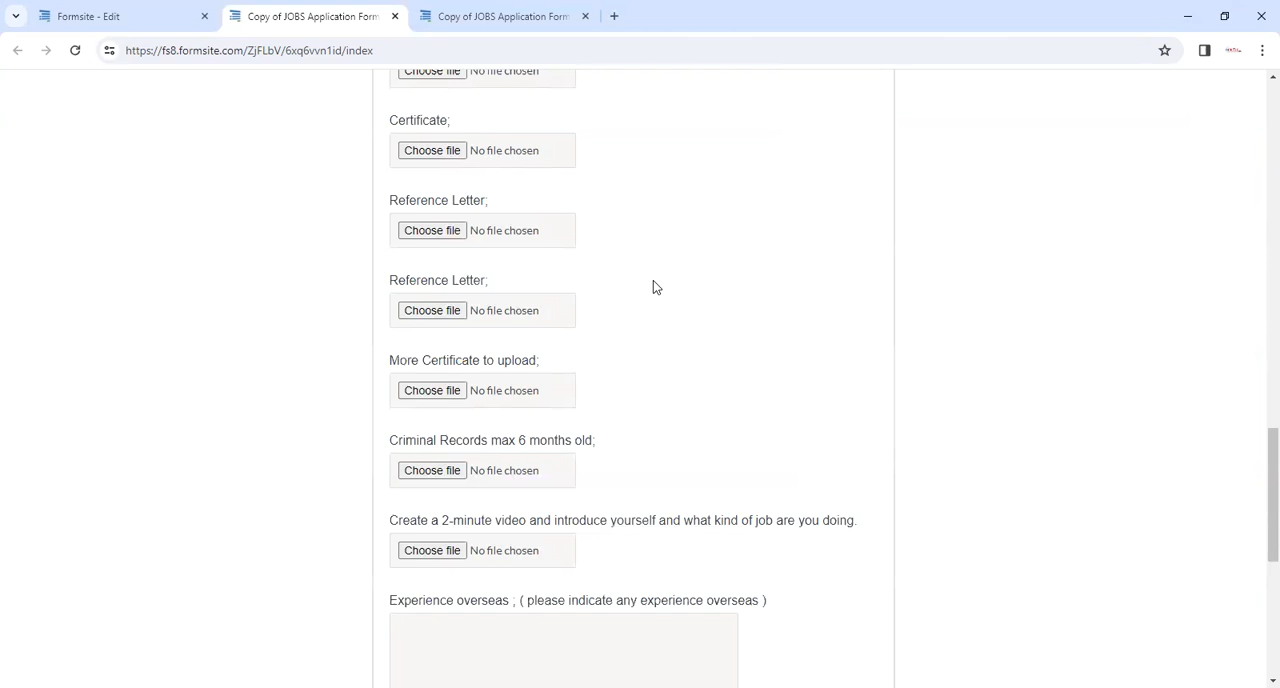 Formsite - Edit
Copy of JOBS Application Form
Copy of JOBS Application Form
https://fs8.formsite.com/ZjFLbV/6xq6vvn1id/index
Choose file No file chosen
Certificate;
Choose file No file chosen
Reference Letter;
Choose file No file chosen
Reference Letter;
Choose file No file chosen
More Certificate to upload;
Choose file No file chosen
Criminal Records max 6 months old;
Choose file No file chosen
Create a 2-minute video and introduce yourself and what kind of job are you doing.
Choose file No file chosen
Experience overseas ; ( please indicate any experience overseas )